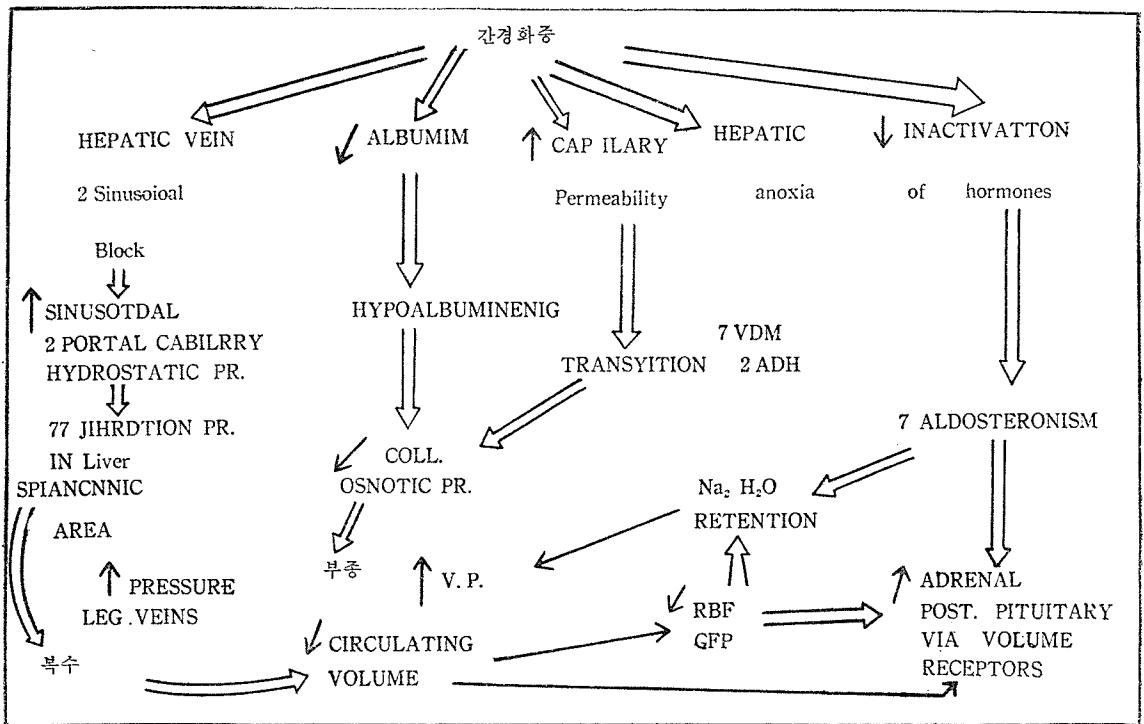 간경화증
HEPATIC VEIN
2 Sinusoioal
Block
SINUSOTDAL
2 PORTAL CABILRRY
HYDROSTATIC PR.
77 JIHRDTION PR.
IN Liver
SPIANCNNIC
AREA
PRESSURE
LEG .VEINS
복수
ALBUMIM
HYPOALBUMINENIG
COLL.
OSNOTIC PR.
부종
V.P.
CIRCULATING
VOLUME
CAP ILARY
Permeability
TRANSYITION
HEPATIC
anoxia
7 VDM
2 ADH
INACTIVATTON
of hormones
7 ALDOSTERONISM
Na₂ H₂O
RETENTION
RBF
GFP
ADRENAL
POST. PITUITARY
VIA VOLUME
RECEPTORS